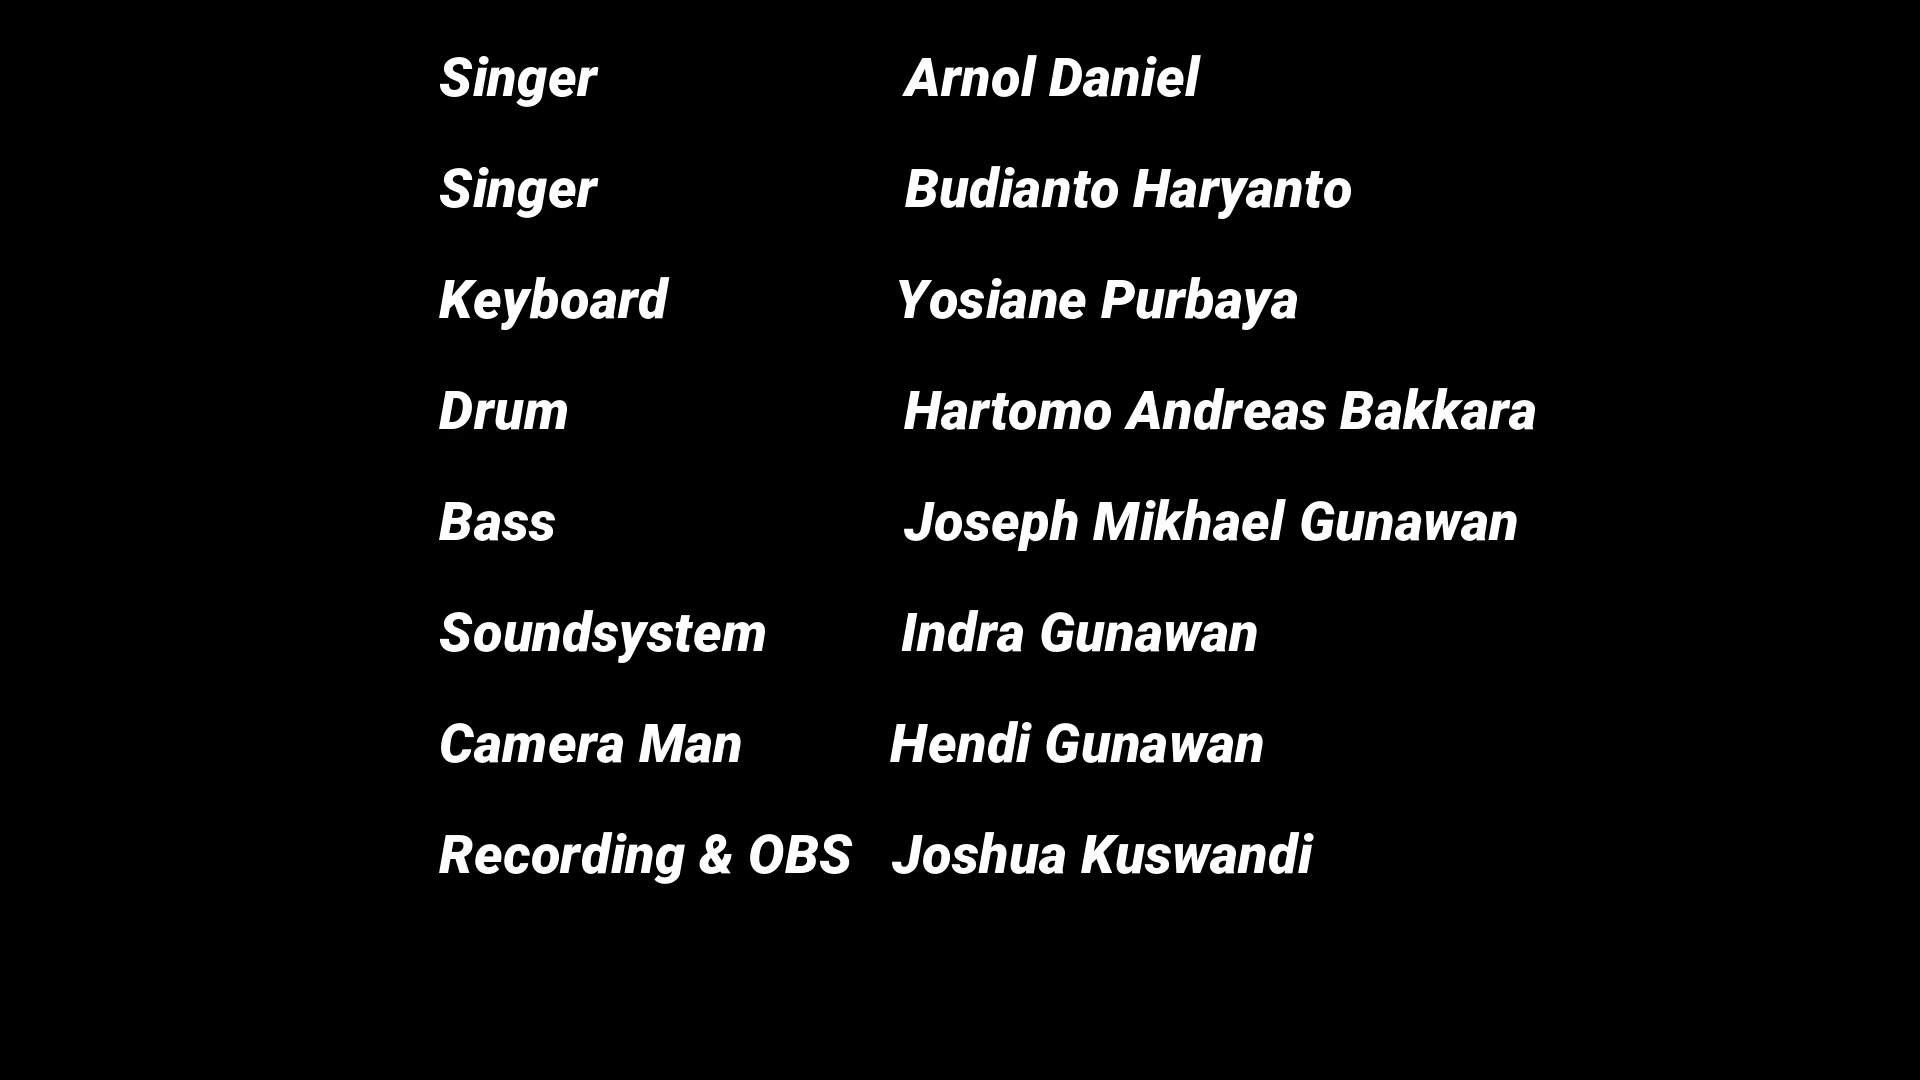 Singer Arnol Daniel
Singer Budianto Haryanto
Keyboard Yosiane Purbaya
Drum Hartomo Andreas Bakkara
Bass Joseph Mikhael Gunawan
Soundsystem Indra Gunawan
Camera Man Hendi Gunawan
Recording & OBS Joshua Kuswandi